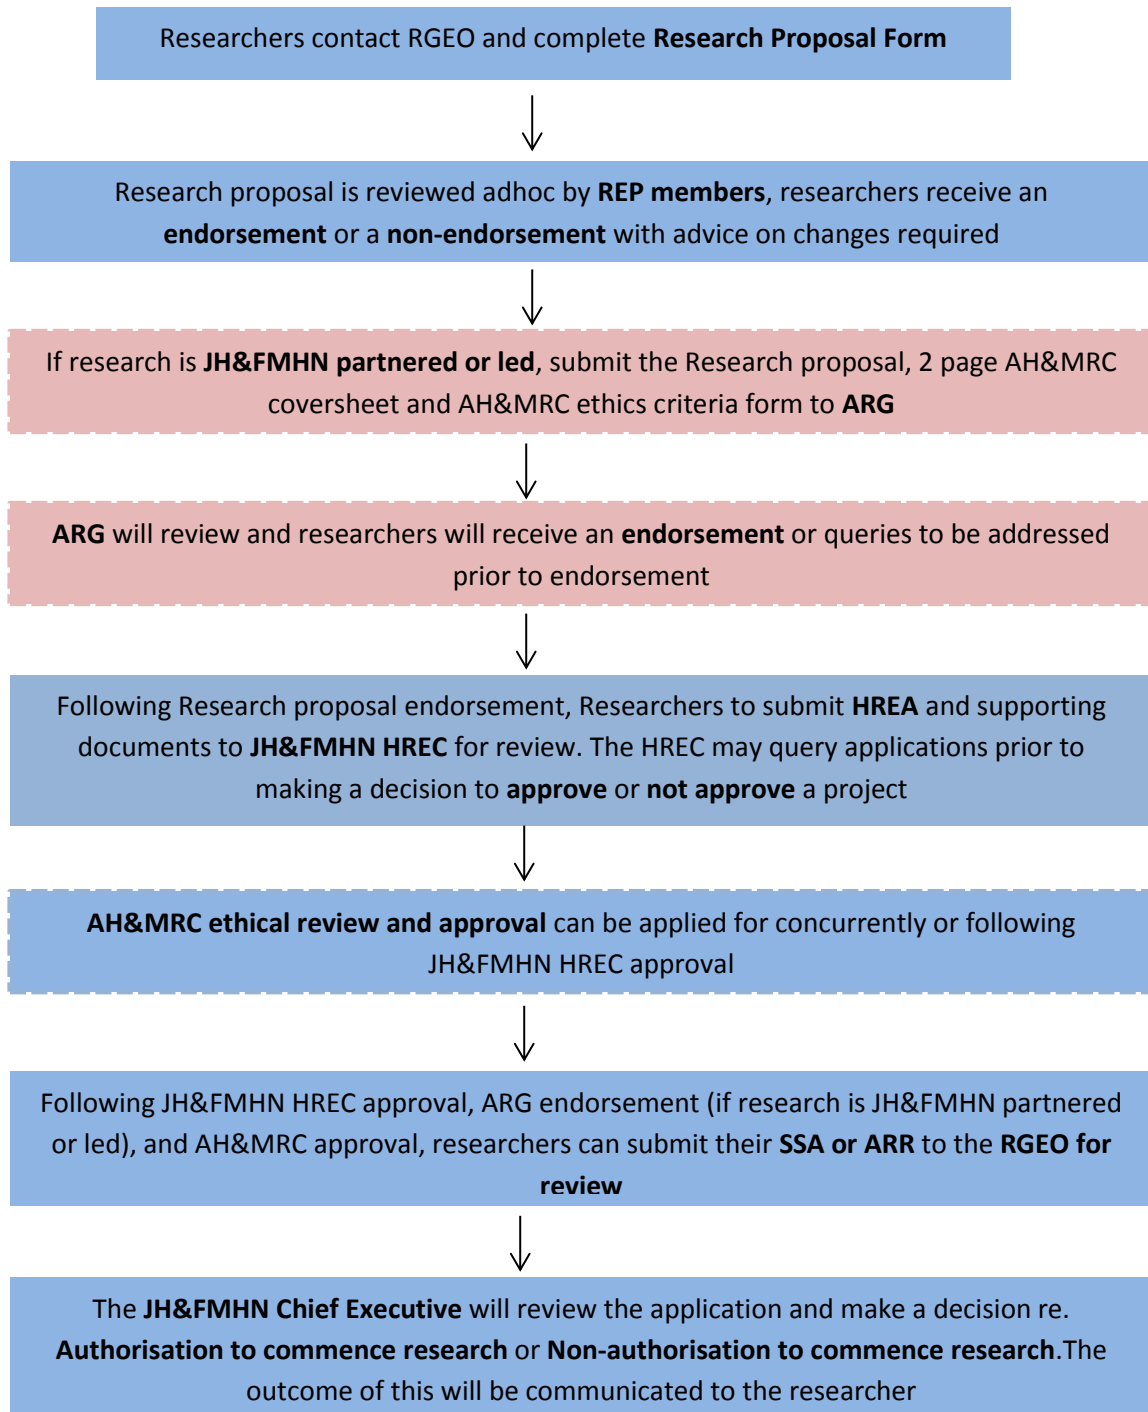 Researchers contact RGEO and complete Research Proposal Form
Research proposal is reviewed adhoc by REP members, researchers receive an
endorsement or a non-endorsement with advice on changes required
If research is JH&FMHN partnered or led, submit the Research proposal, 2 page AH&MRC
coversheet and AH&MRC ethics criteria form to ARG
ARG will review and researchers will receive an endorsement or queries to be addressed
prior to endorsement
Following Research proposal endorsement, Researchers to submit HREA and supporting
documents to JH&FMHN HREC for review. The HREC may query applications prior to
making a decision to approve or not approve a project
AH&MRC ethical review and approval can be applied for concurrently or following
JH&FMHN HREC approval
Following JH&FMHN HREC approval, ARG endorsement (if research is JH&FMHN partnered
or led), and AH&MRC approval, researchers can submit their SSA or ARR to the RGEO for
review
The JH&FMHN Chief Executive will review the application and make a decision re.
Authorisation to commence research or Non-authorisation to commence research.The
outcome of this will be communicated to the researcher